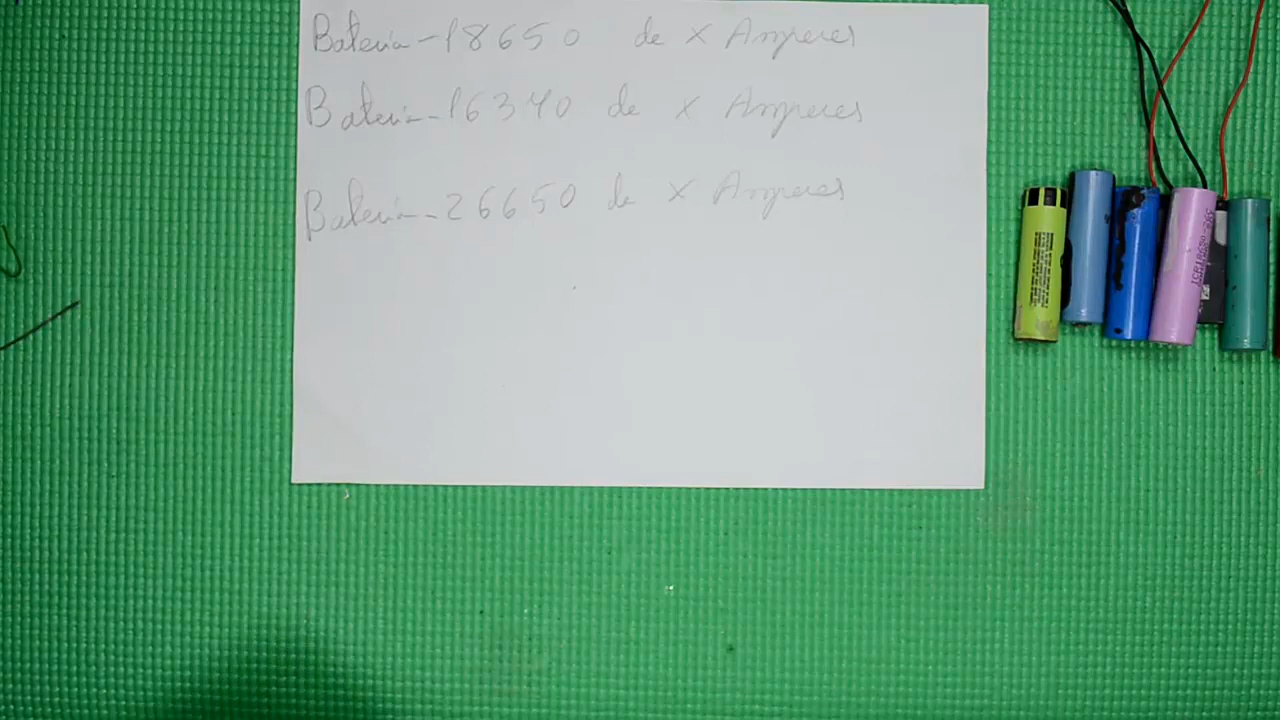 Bateria - 18650 de x Amperes
Bateria - 16340 de x Amperes
Bateria - 26650 de x Amperes